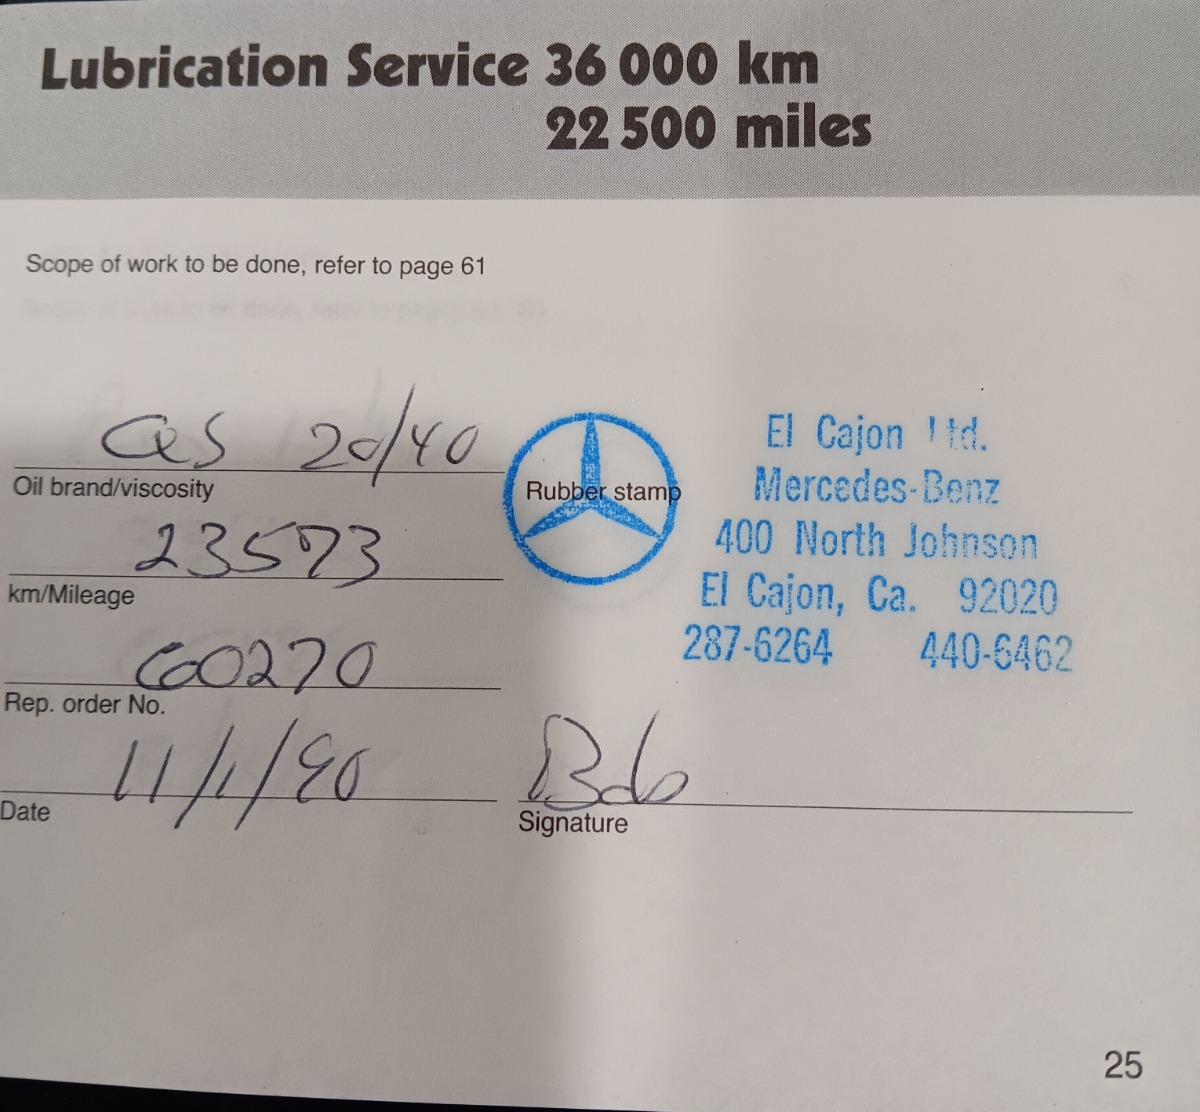 Lubrication Service 36 000 km
22 500 miles
Scope of work to be done, refer to page 61
20/40
Oil brand/viscosity
23573
km/Mileage
60270
Rep. order No.
11/1/90
Date
Rubber stamp
El Cajon Ltd.
Mercedes-Benz
400 North Johnson
El Cajon, Ca. 92020
287-6264 440-6462
Bob
Signature
25